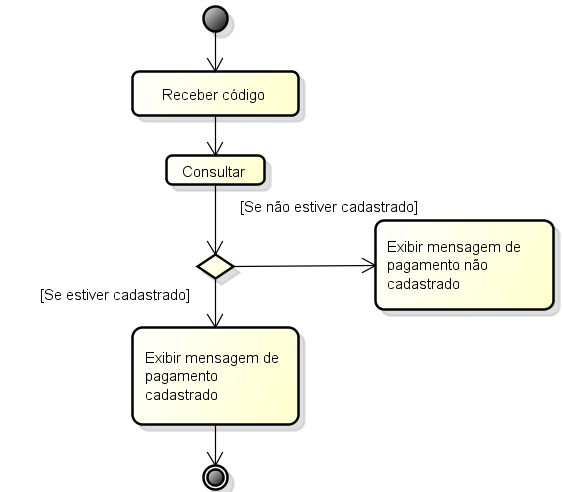 Receber código
Consultar
[Se não estiver cadastrado]
Exibir mensagem de
pagamento não
cadastrado
[Se estiver cadastrado]
Exibir mensagem de
pagamento
cadastrado